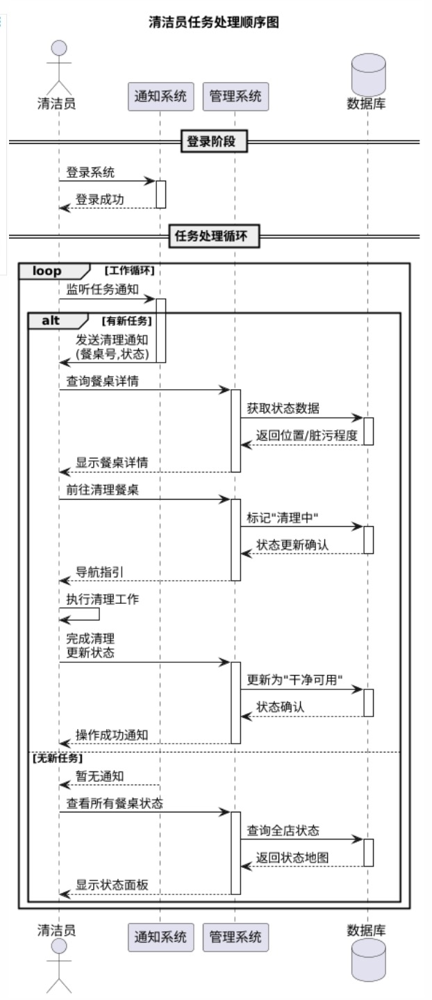 清洁员任务处理顺序图
清洁员
通知系统
管理系统
数据库
登录阶段
登录系统
登录成功
任务处理循环
loop
[工作循环]
监听任务通知
alt
[有新任务]
发送清理通知
(餐桌号,状态)
查询餐桌详情
获取状态数据
返回位置/脏污程度
显示餐桌详情
前往清理餐桌
标记"清理中"
状态更新确认
导航指引
执行清理工作
完成清理
更新状态
更新为"干净可用"
状态确认
操作成功通知
[无新任务]
暂无通知
查看所有餐桌状态
查询全店状态
返回状态地图
显示状态面板
清洁员
通知系统
管理系统
数据库